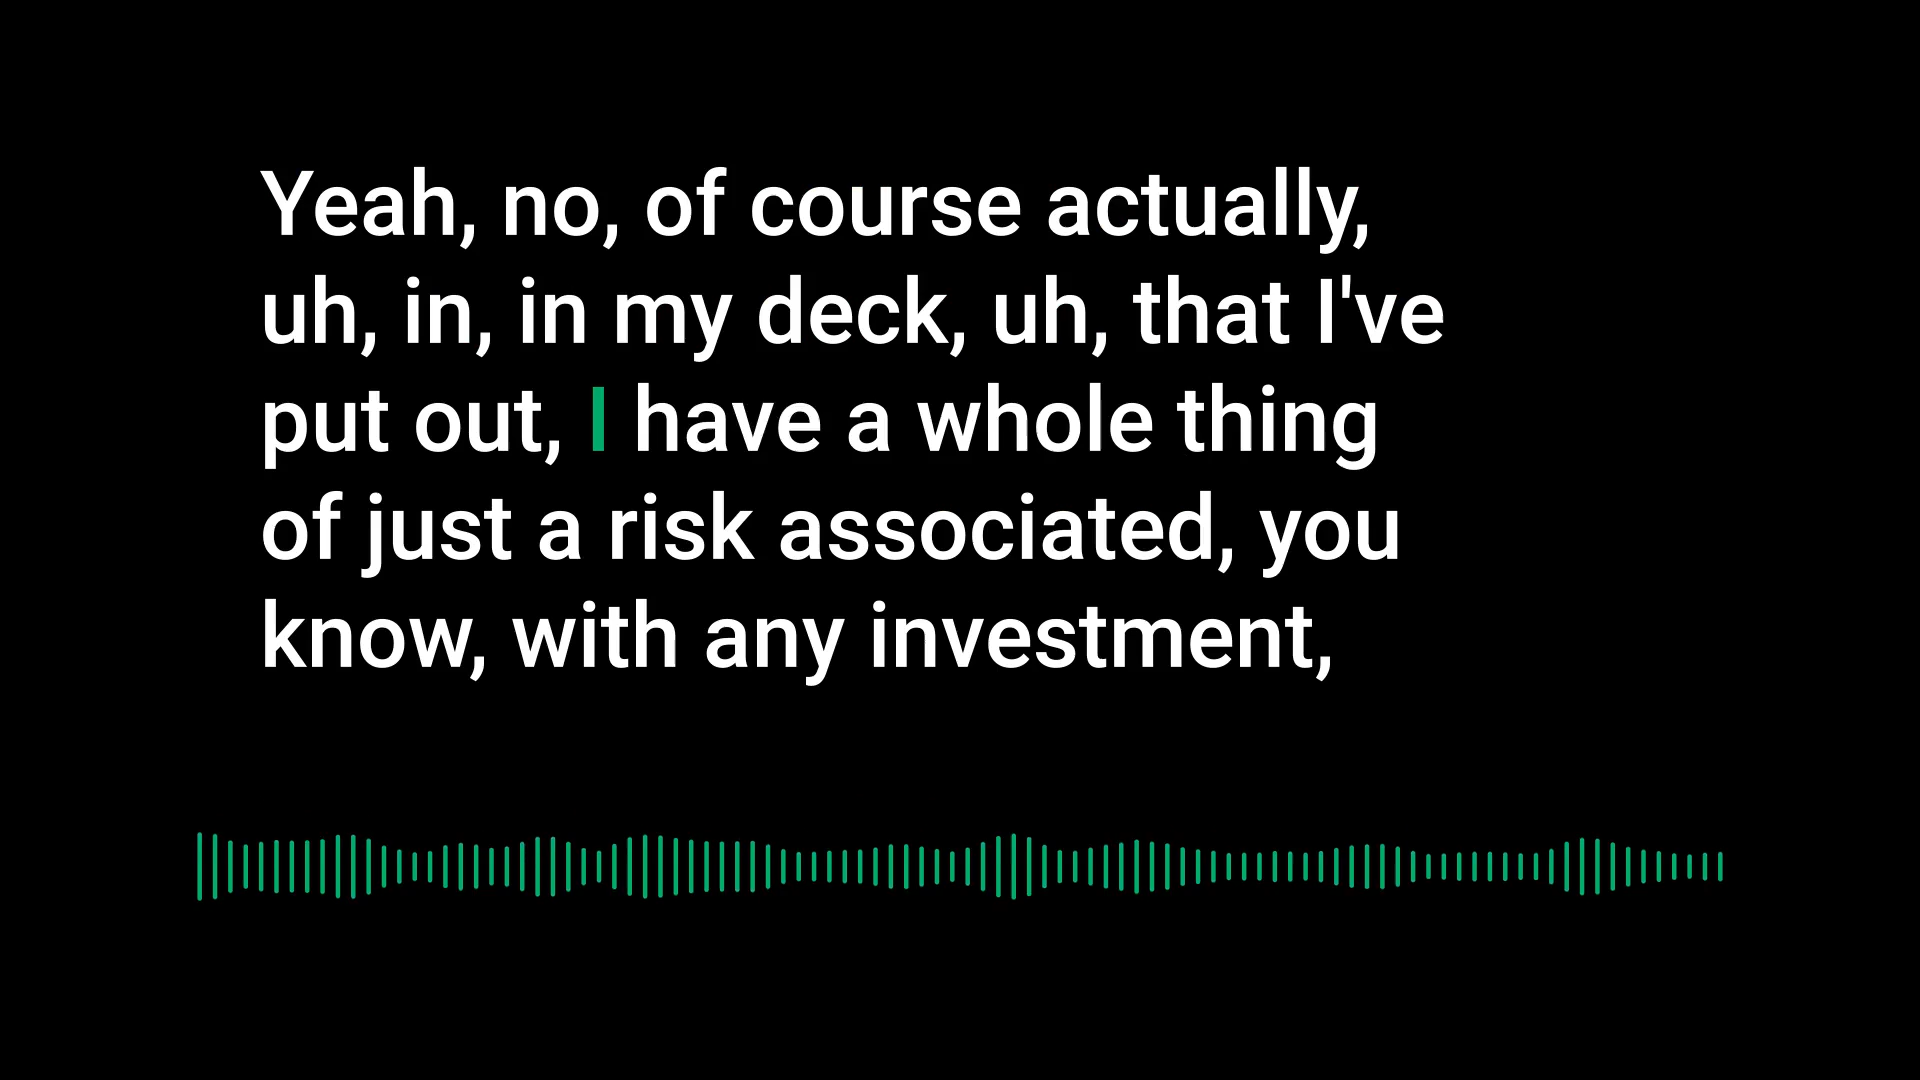 Yeah, no, of course actually,
uh, in, in my deck, uh, that I've
put out, I have a whole thing
of just a risk associated, you
know, with any investment,